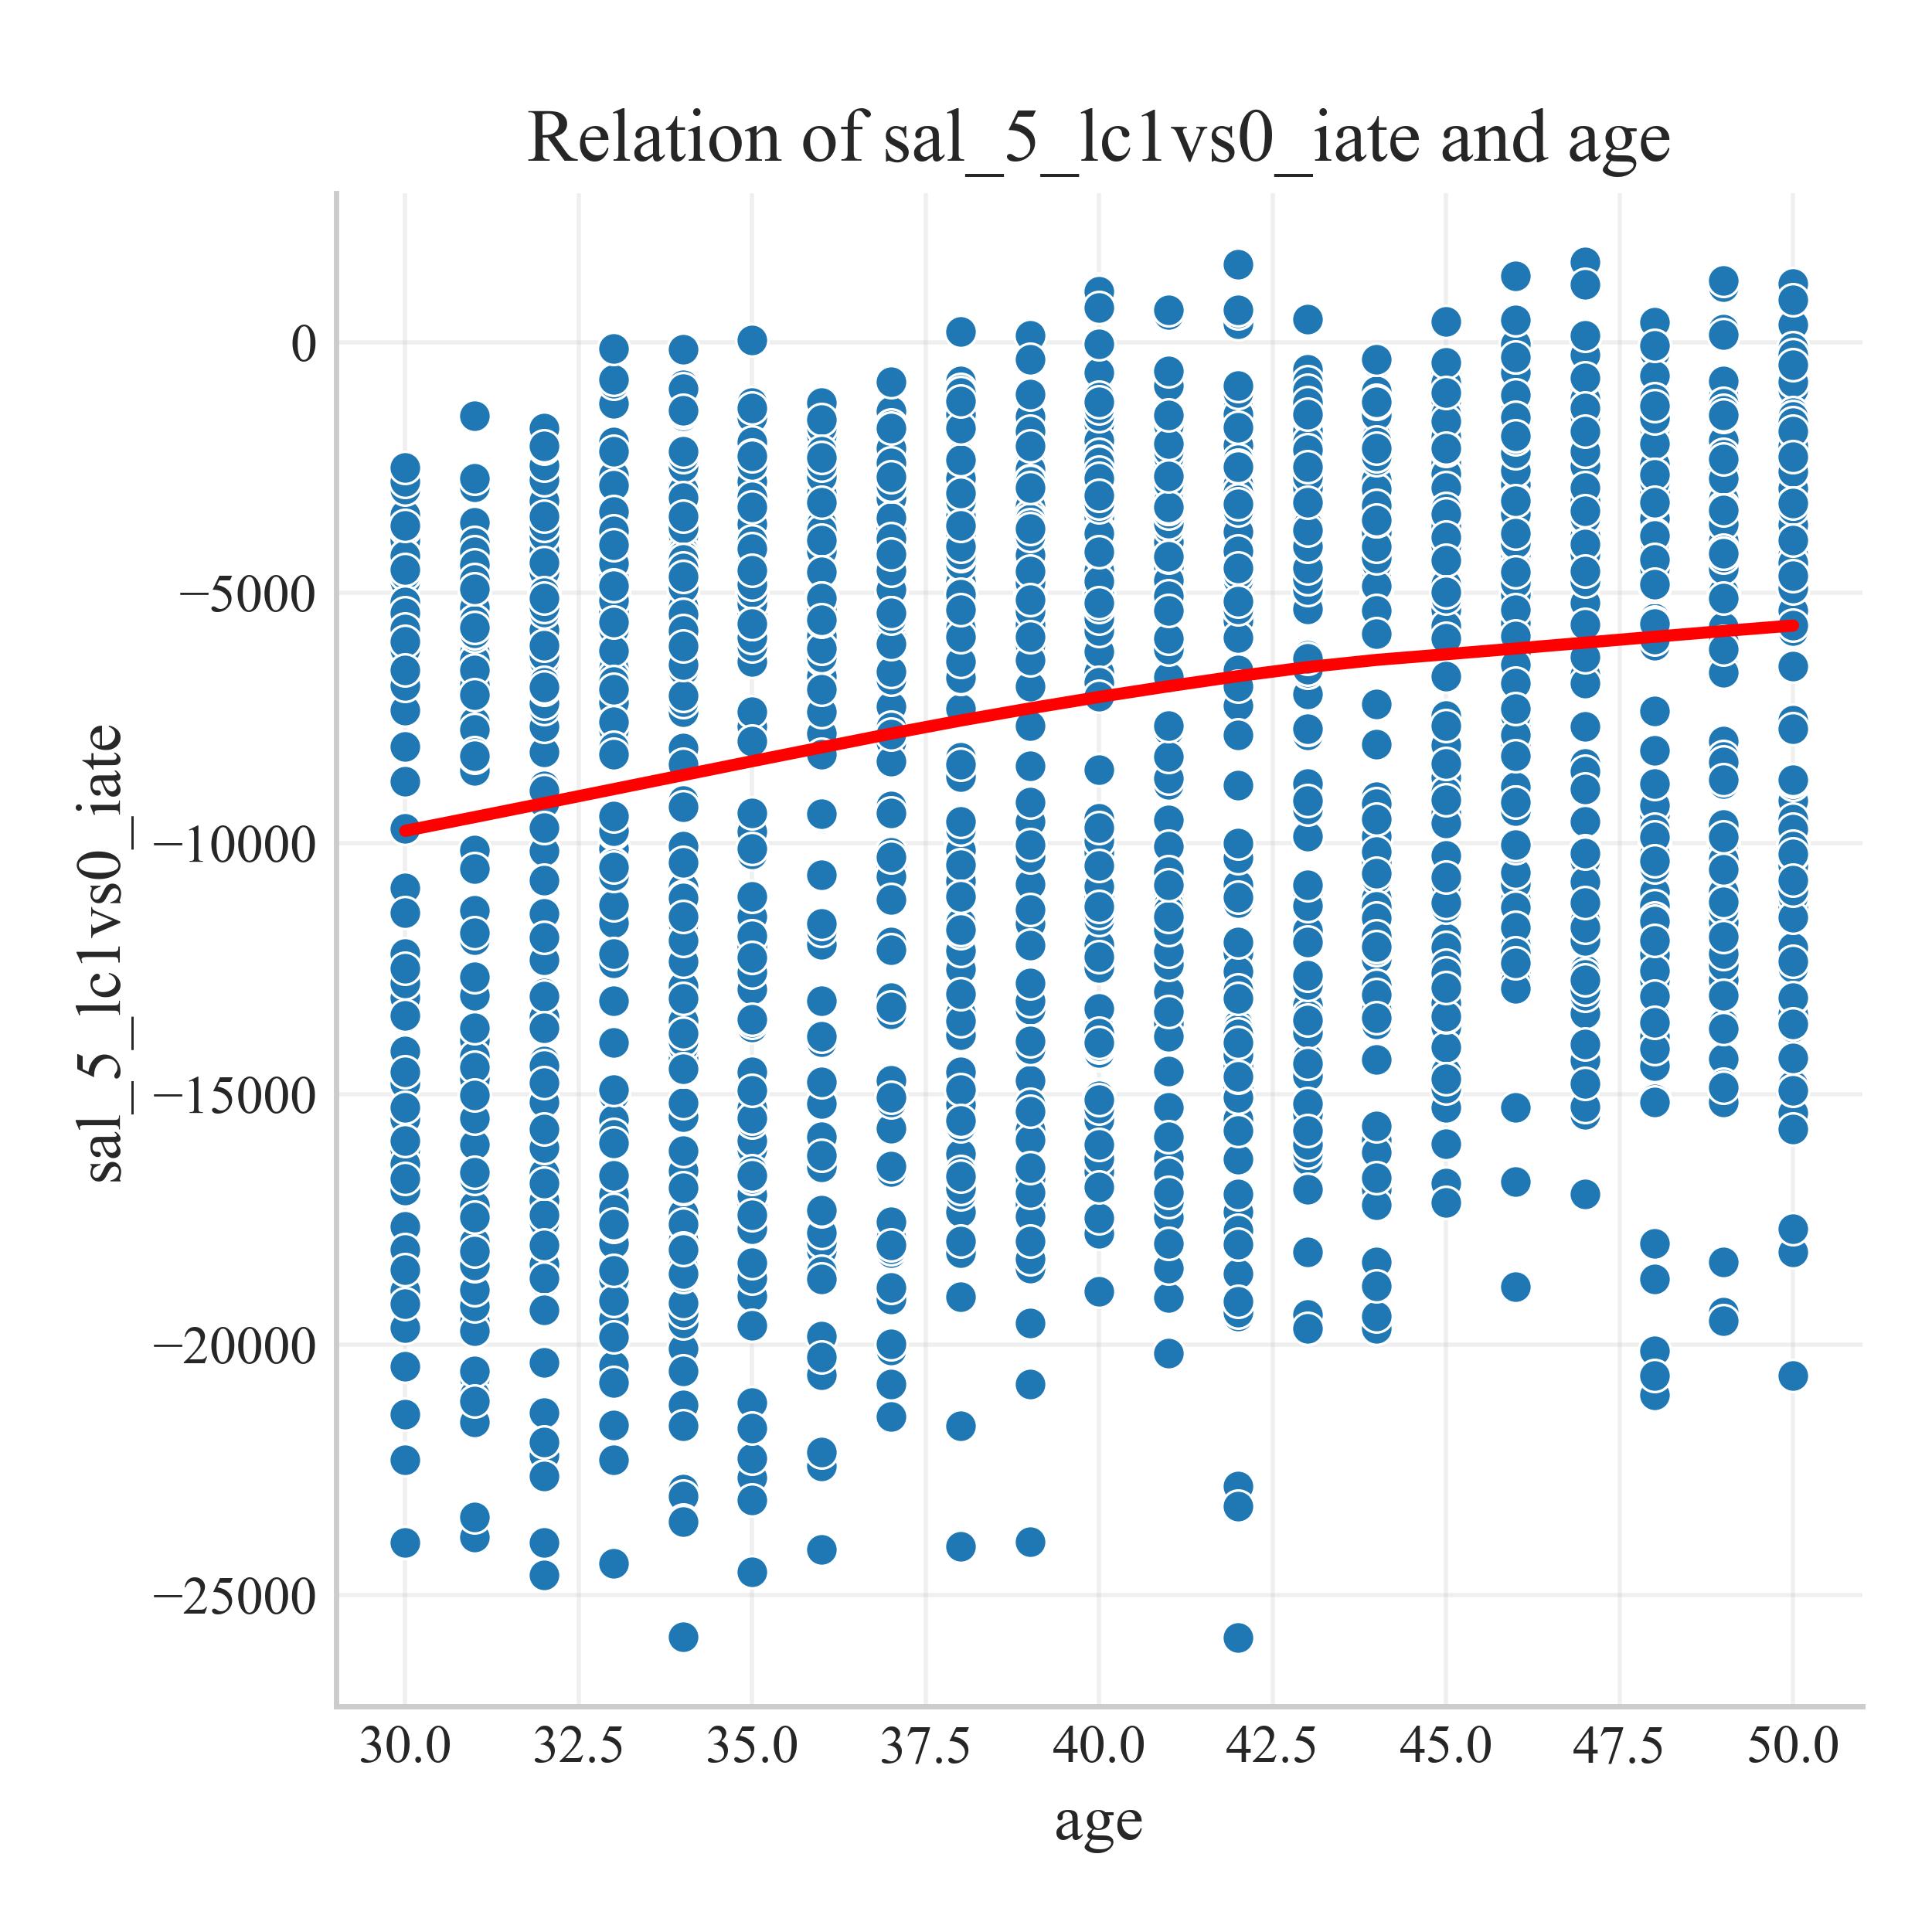 Relation of sal_5_lc1vs0_iate and age
sal_5_lc1vs0_iate
0
−5000
−10000
−15000
−20000
−25000
30.0 32.5 35.0 37.5 40.0 42.5 45.0 47.5 50.0
age